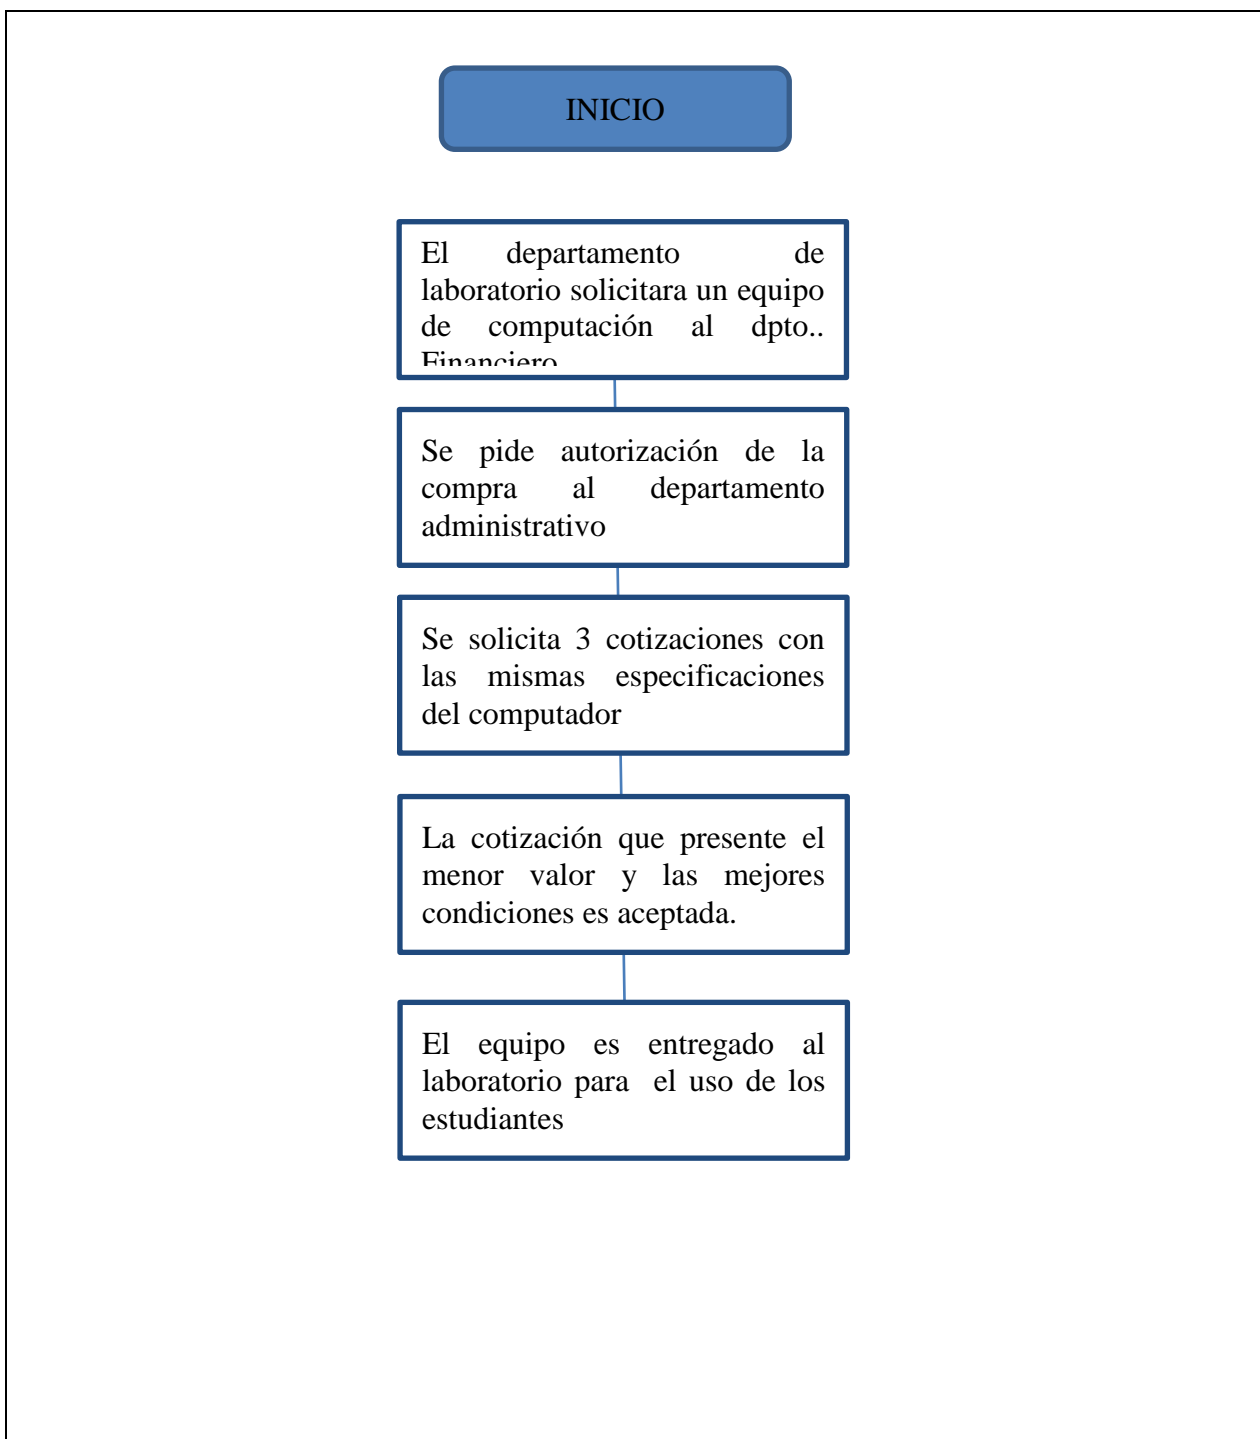 INICIO
El departamento de
laboratorio solicitara un equipo
de computación al dpto..
Financiero
Se pide autorización de la
compra al departamento
administrativo
Se solicita 3 cotizaciones con
las mismas especificaciones
del computador
La cotización que presente el
menor valor y las mejores
condiciones es aceptada.
El equipo es entregado al
laboratorio para  el uso de los
estudiantes